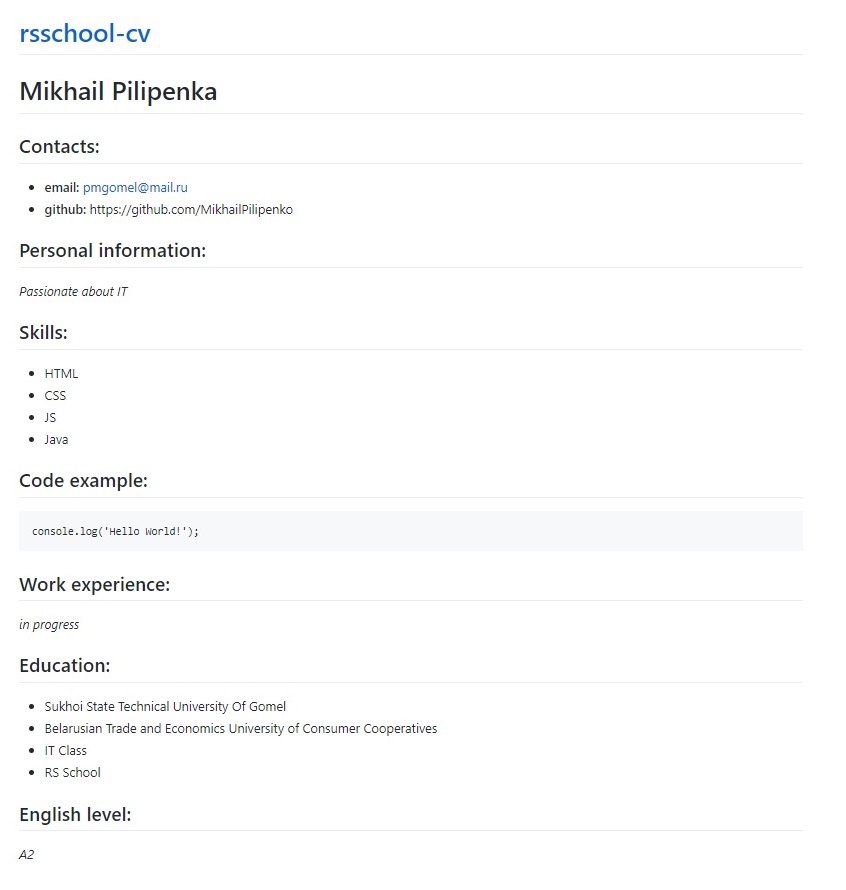 rsschool-cv
Mikhail Pilipenka
Contacts:
email: pmgomel@mail.ru
github: https://github.com/MikhailPilipenko
Personal information:
Passionate about IT
Skills:
HTML
CSS
JS
Java
Code example:
console.log('Hello World!');
Work experience:
in progress
Education:
Sukhoi State Technical University Of Gomel
Belarusian Trade and Economics University of Consumer Cooperatives
IT Class
RS School
English level:
A2